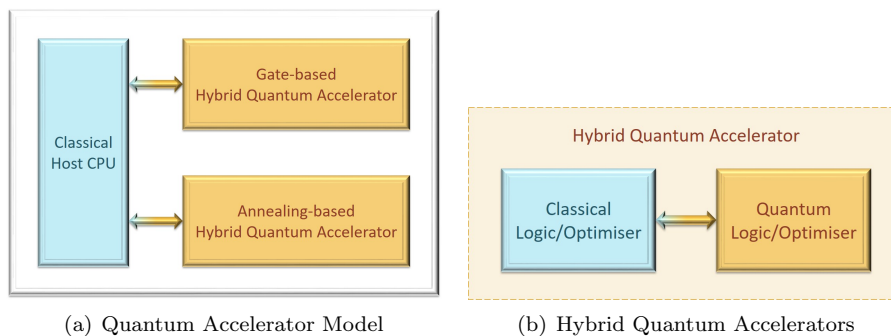 Classical
Host CPU
Gate-based
Hybrid Quantum Accelerator
Annealing-based
Hybrid Quantum Accelerator
(a) Quantum Accelerator Model
Hybrid Quantum Accelerator
Classical
Logic/Optimiser
Quantum
Logic/Optimiser
(b) Hybrid Quantum Accelerators